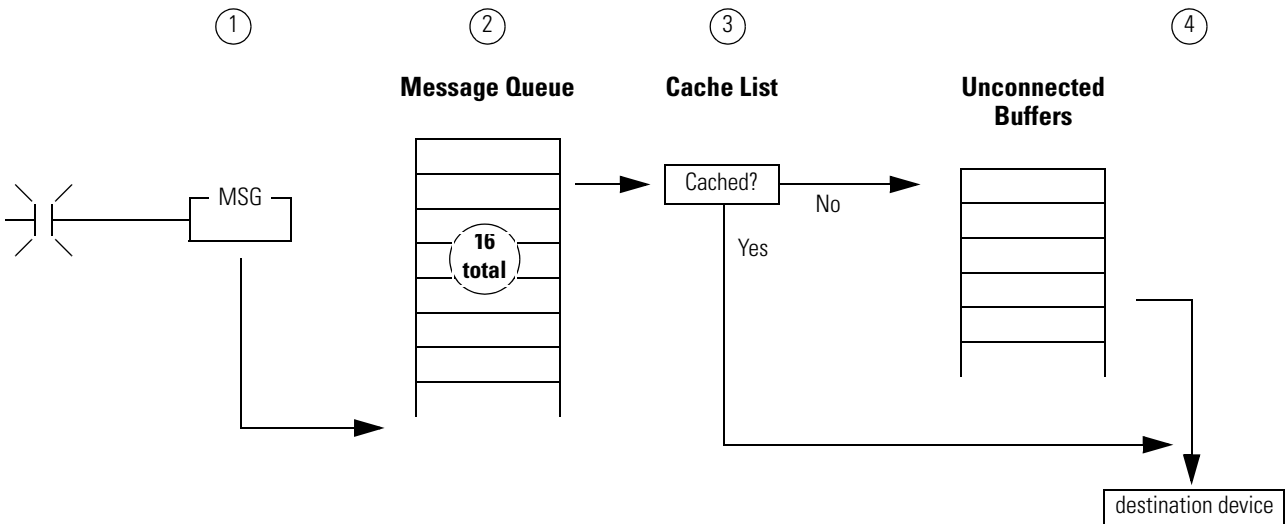 1
2
3
4
Message Queue
Cache List
Unconnected
Buffers
MSG
Cached?
No
16
total
Yes
destination device